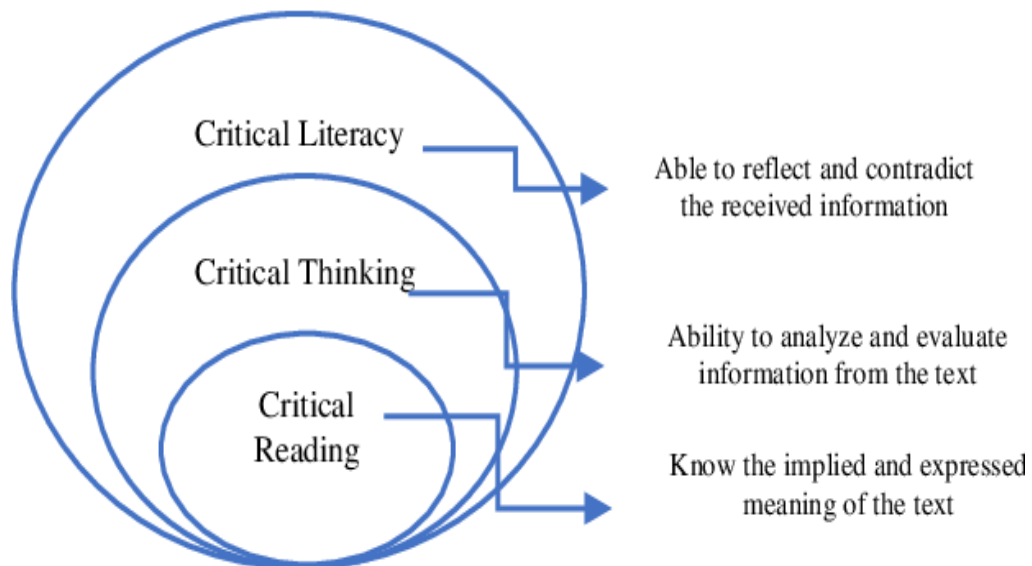 Critical Literacy
Able to reflect and contradict
the received information
Critical Thinking
Ability to analyze and evaluate
information from the text
Critical
Reading
Know the implied and expressed
meaning of the text